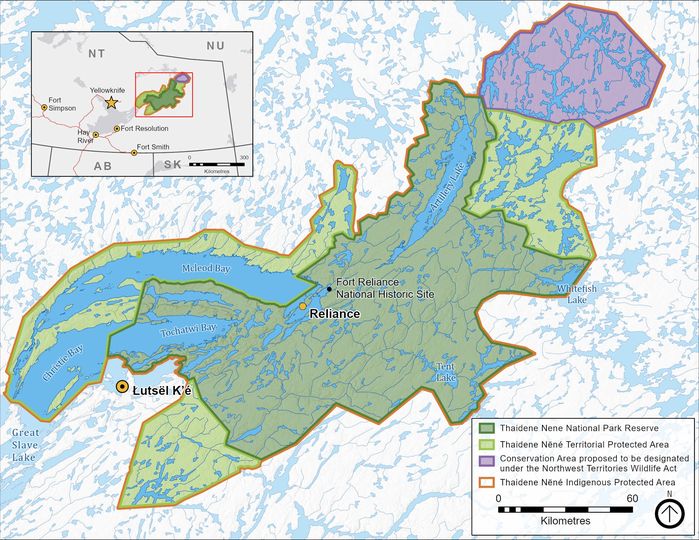 NT
NU
Yellowknife
Fort
Simpson
Hay
River
Fort Resolution
Fort Smith
AB
SK
0
300
Kilometres
Artillery Lake
Mcleod Bay
Fort Reliance
National Historic Site
Reliance
Whitefish
Lake
Tochatwi Bay
Christie Bay
Tent
Lake
Łutsël K’é
Great
Slave
Lake
Thaidene Nene National Park Reserve
Thaidene Nëné Territorial Protected Area
Conservation Area proposed to be designated
under the Northwest Territories Wildlife Act
Thaidene Nëné Indigenous Protected Area
0
60
Kilometres
N